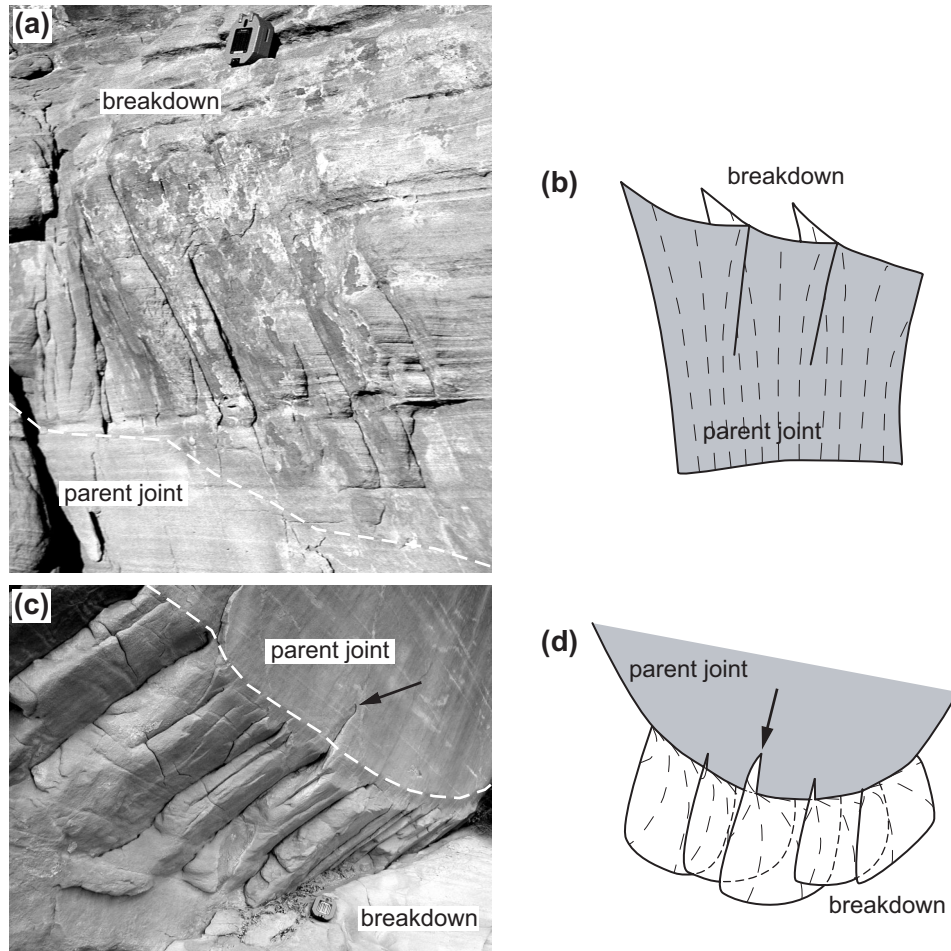 (a)
breakdown
parent joint
(b)
breakdown
parent joint
(c)
parent joint
breakdown
(d)
parent joint
breakdown